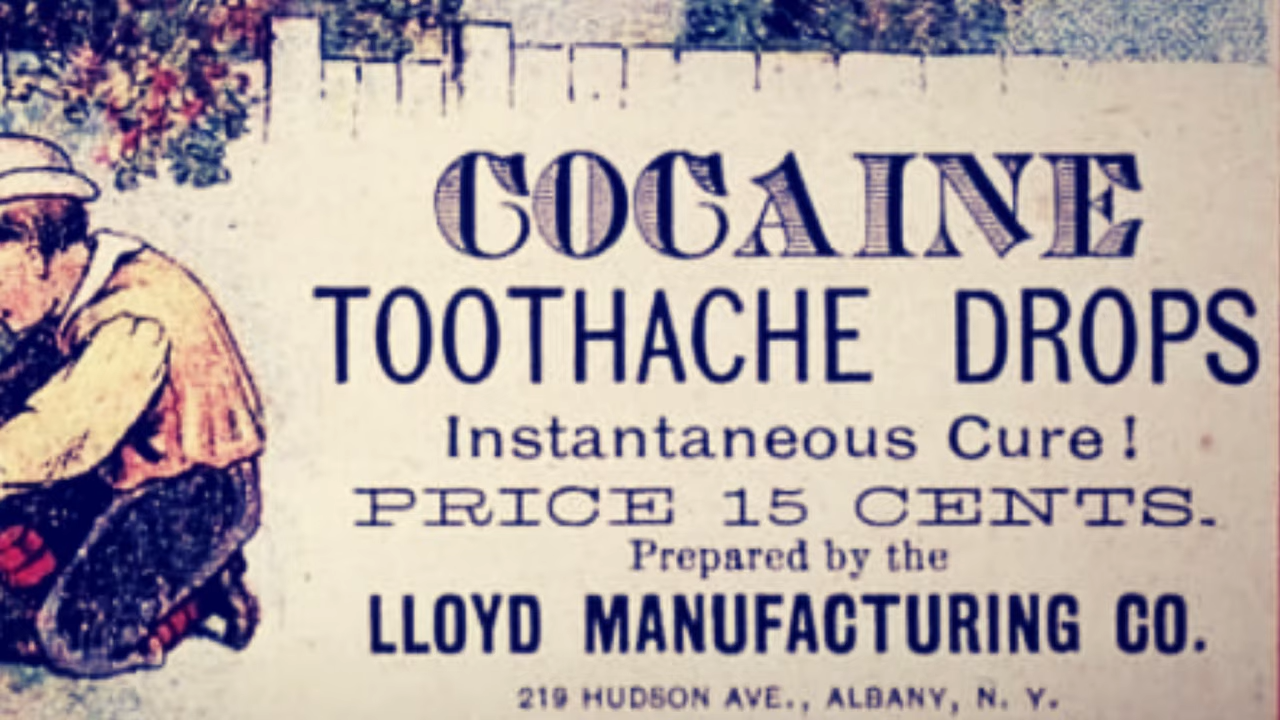 COCAINE
TOOTHACHE DROPS
Instantaneous Cure!
PRICE 15 CENTS.
Prepared by the
LLOYD MANUFACTURING CO.
219 HUDSON AVE., ALBANY, N. Y.